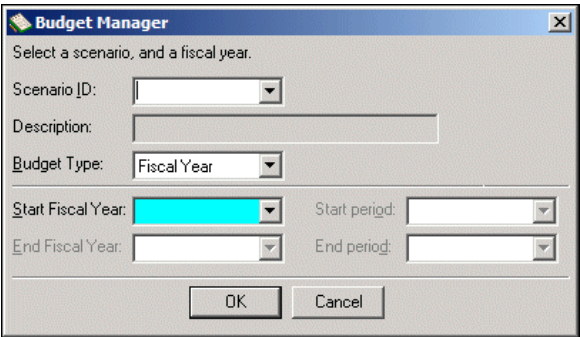 Budget Manager
Select a scenario, and a fiscal year.
Scenario ID:
Description:
Budget Type: Fiscal Year
Start Fiscal Year: Start period:
End Fiscal Year: End period:
OK Cancel